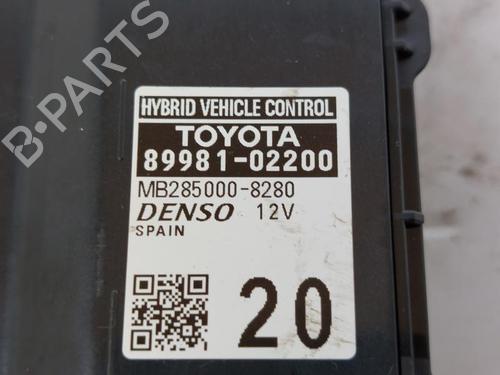 B-PARTS
HYBRID VEHICLE CONTROL
TOYOTA
89981-02200
MB285000-8280
DENSO 12V
SPAIN
20